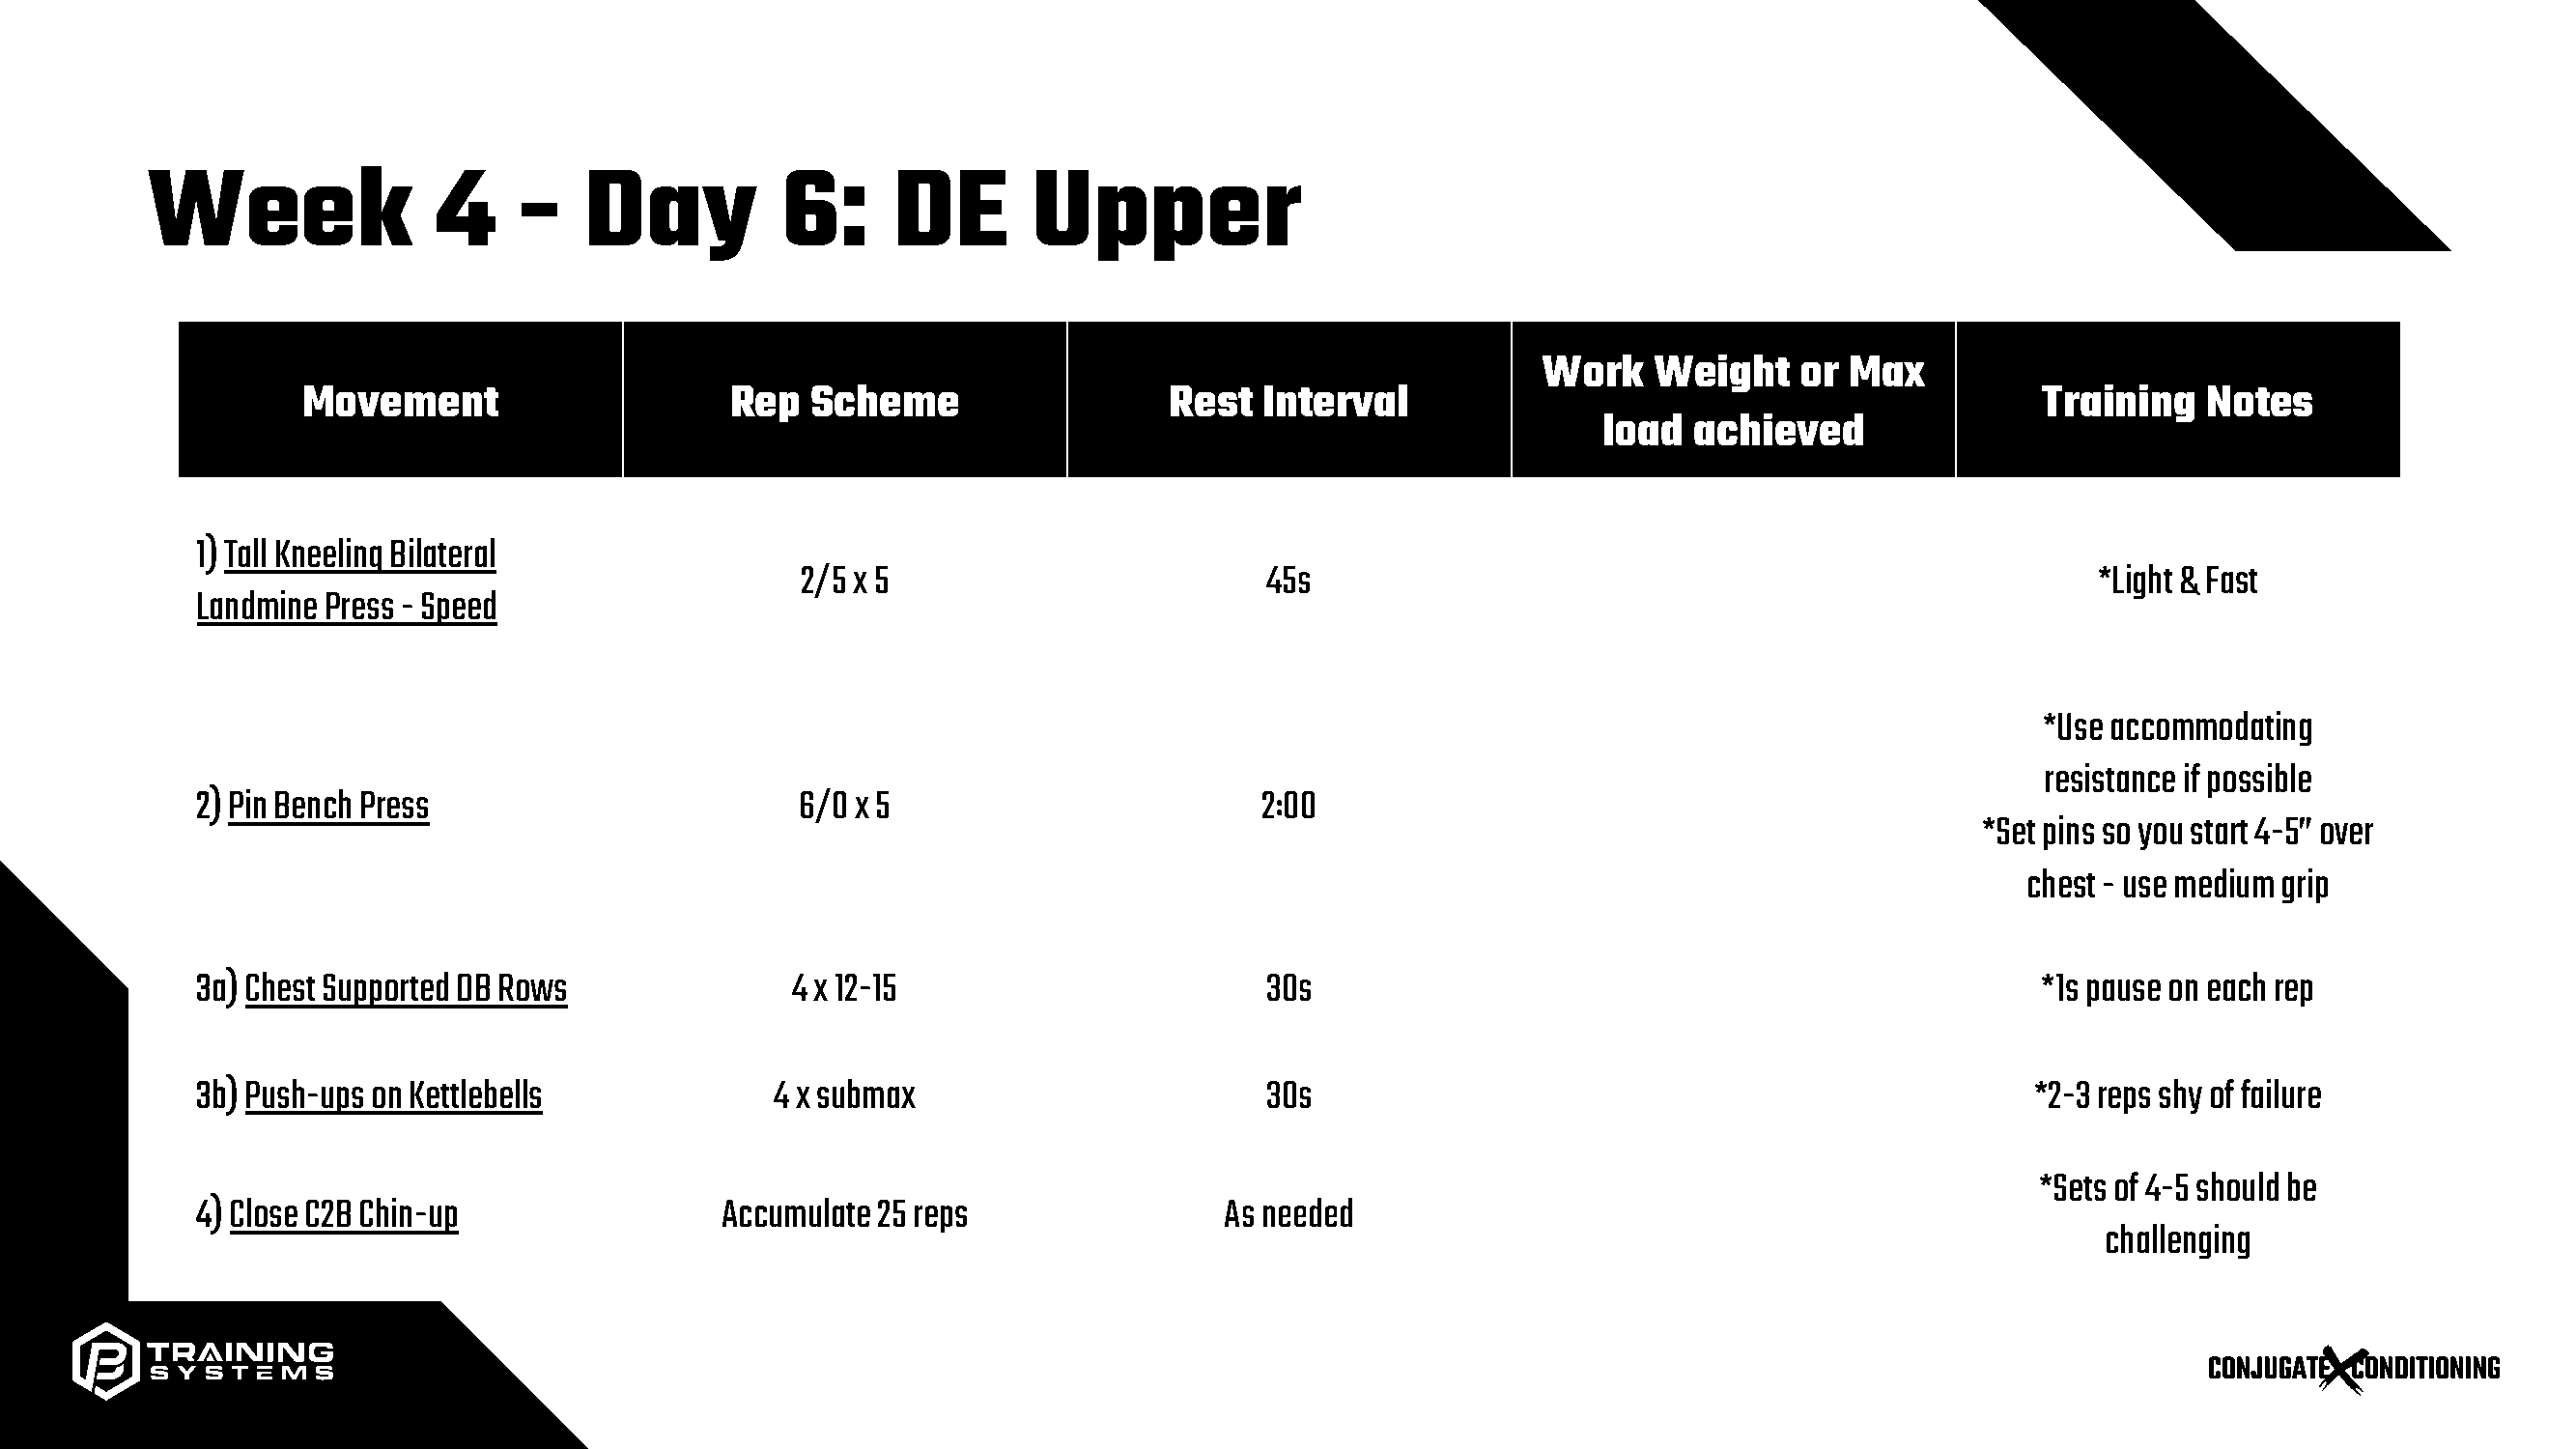 Week 4 - Day 6: DE Upper
Movement
Rep Scheme
Rest Interval
Work Weight or Max
load achieved
Training Notes
1) Tall Kneeling Bilateral
Landmine Press - Speed
2/5 x 5
45s
*Light & Fast
2) Pin Bench Press
6/0 x 5
2:00
*Use accommodating
resistance if possible
*Set pins so you start 4-5” over
chest - use medium grip
3a) Chest Supported DB Rows
4 x 12-15
30s
*1s pause on each rep
3b) Push-ups on Kettlebells
4 x submax
30s
*2-3 reps shy of failure
4) Close C2B Chin-up
Accumulate 25 reps
As needed
*Sets of 4-5 should be
challenging
TRAINING
SYSTEMS
CONJUGATE X CONDITIONING